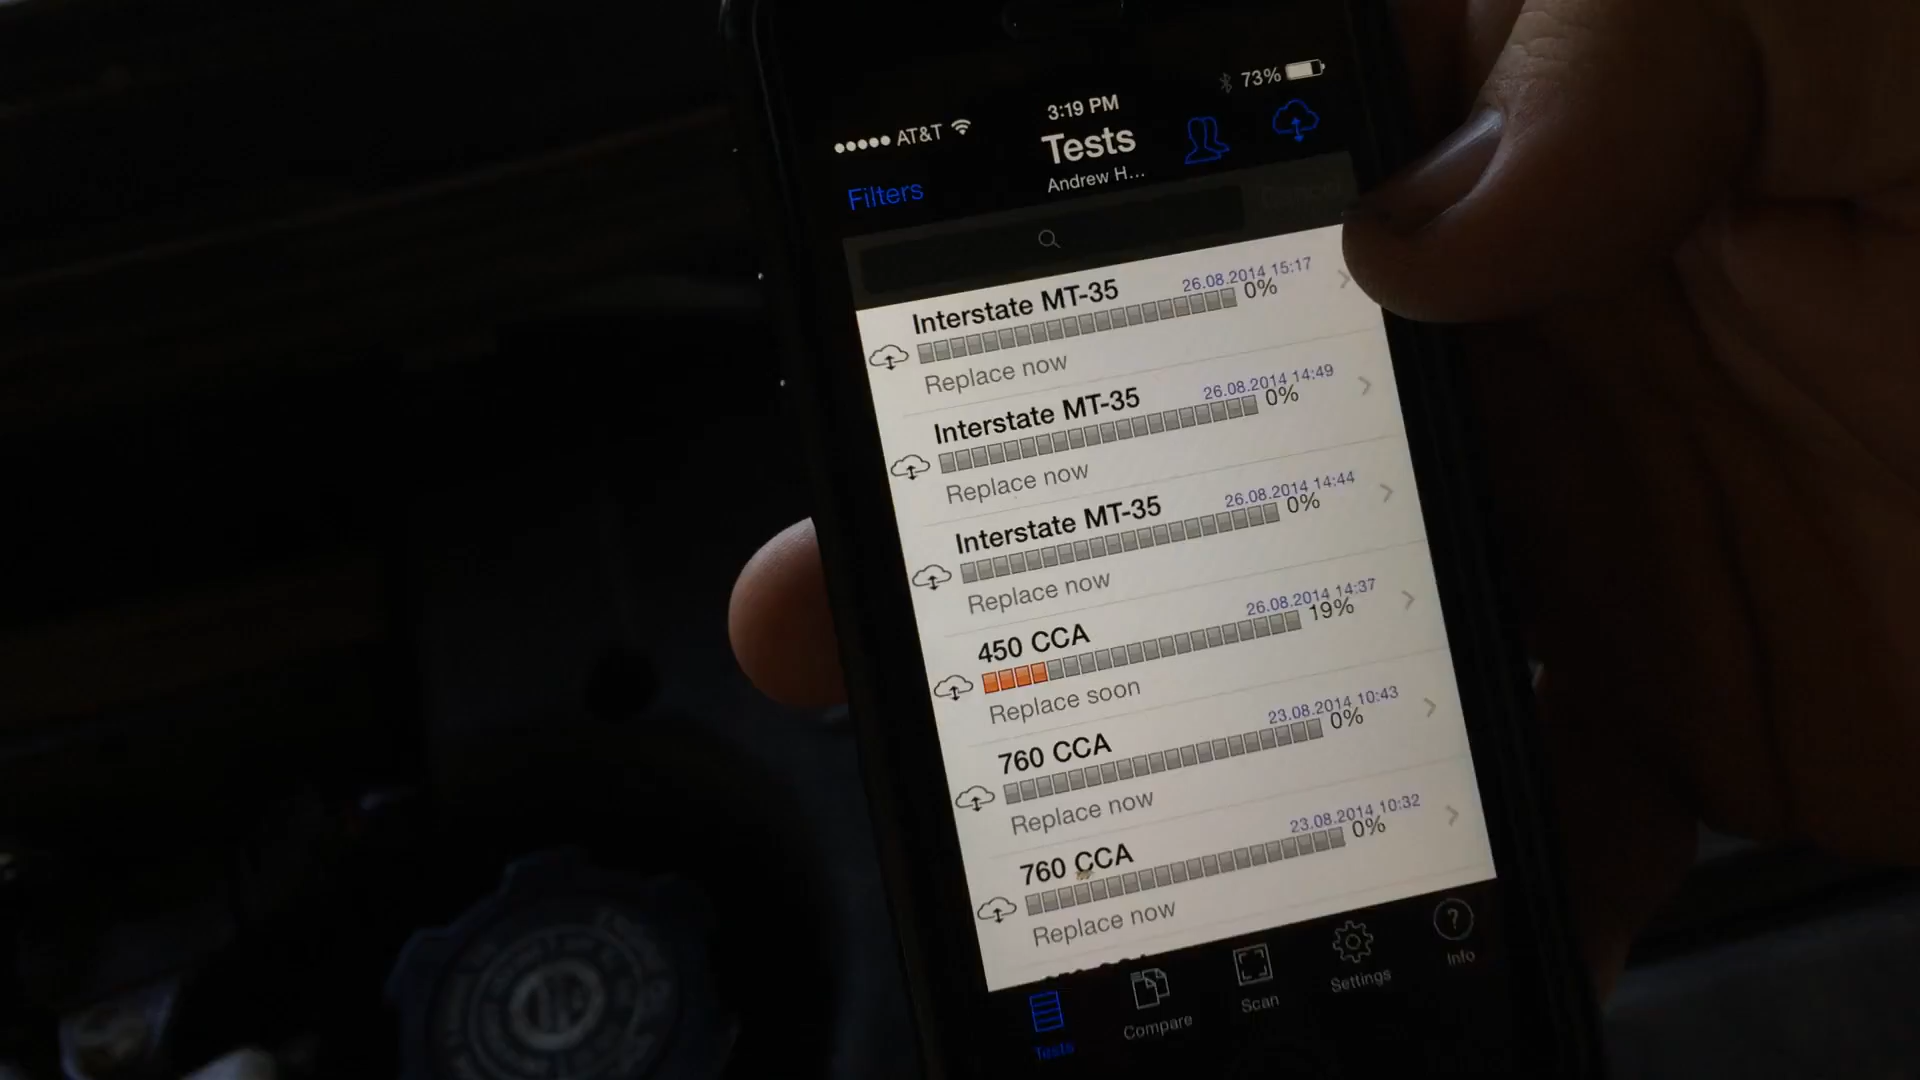 73%
3:19 PM
AT&T
Tests
Andrew H...
Filters
Interstate MT-35
26.08.2014 15:17
0%
Replace now
Interstate MT-35
26.08.2014 14:49
0%
Replace now
Interstate MT-35
26.08.2014 14:44
0%
Replace now
450 CCA
26.08.2014 14:37
19%
Replace soon
760 CCA
23.08.2014 10:43
0%
Replace now
760 CCA
23.08.2014 10:32
0%
Replace now
Tests
Compare
Scan
Settings
Info